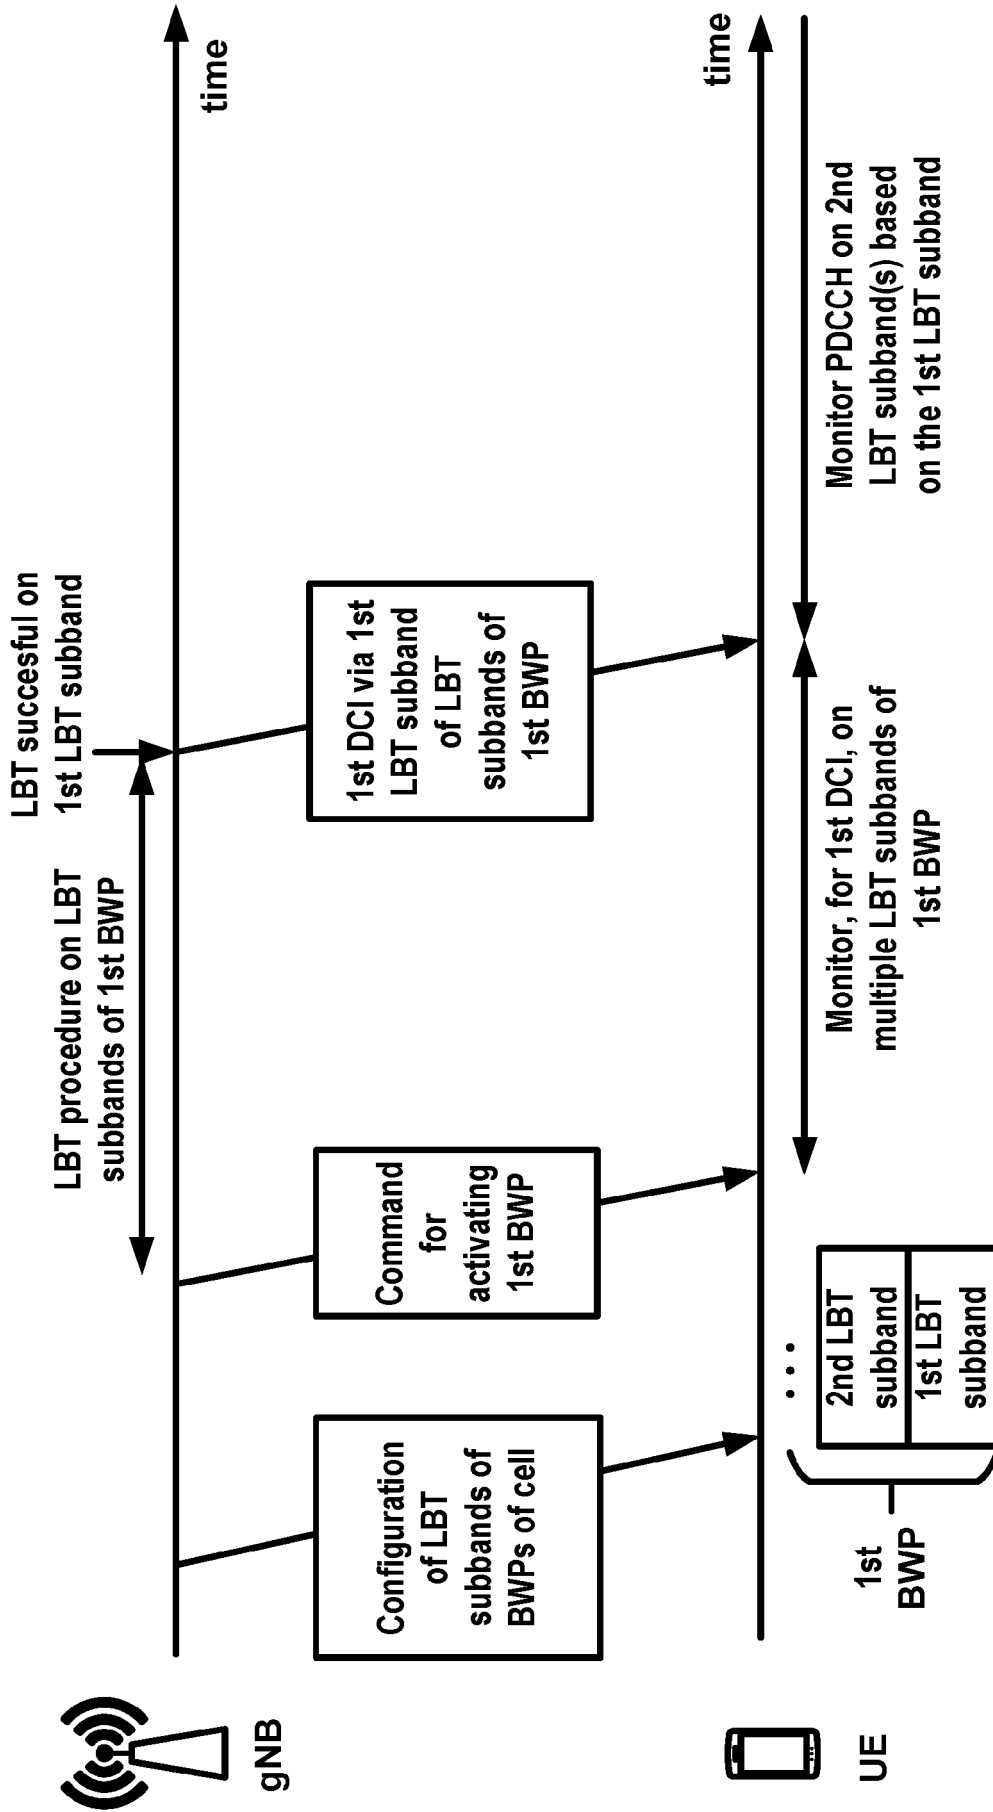 gNB
LBT procedure on LBT
subbands of 1st BWP
LBT succesful on
1st LBT subband
time
Configuration
of LBT
subbands of
BWPs of cell
Command
for
activating
1st BWP
1st DCI via 1st
LBT subband
of LBT
subbands of
1st BWP
UE
time
1st
BWP
2nd LBT
subband
1st LBT
subband
Monitor, for 1st DCI, on
multiple LBT subbands of
1st BWP
Monitor PDCCH on 2nd
LBT subband(s) based
on the 1st LBT subband